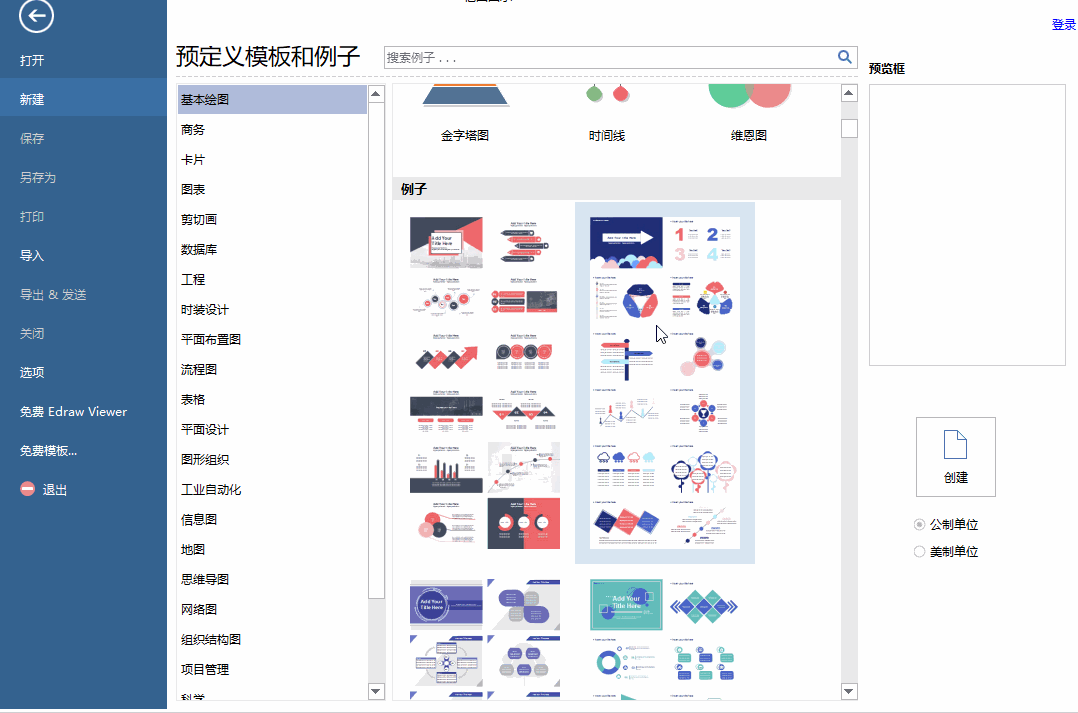 登录
预定义模板和例子
搜索例子 . . .
预览框
打开
新建
保存
另存为
打印
导入
导出 & 发送
关闭
选项
免费 Edraw Viewer
免费模板...
退出
基本绘图
商务
卡片
图表
剪切画
数据库
工程
时装设计
平面布置图
流程图
表格
平面设计
图形组织
工业自动化
信息图
地图
思维导图
网络图
组织结构图
项目管理
科学
金字塔图
时间线
维恩图
例子
Add Your
Title Here
Add Your Title Here
1
2
3
4
Add Your
Title Here
Add Your
Title Here
创建
公制单位
美制单位